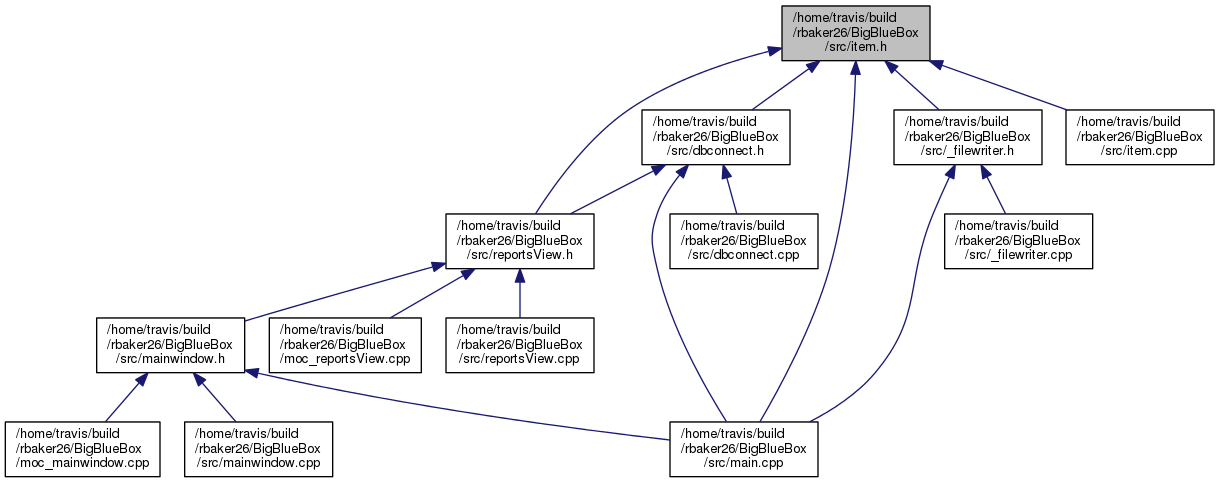 /home/travis/build
/rbaker26/BigBlueBox
/src/item.h
/home/travis/build
/rbaker26/BigBlueBox
/src/dbconnect.h
/home/travis/build
/rbaker26/BigBlueBox
/src/_filewriter.h
/home/travis/build
/rbaker26/BigBlueBox
/src/item.cpp
/home/travis/build
/rbaker26/BigBlueBox
/src/reportsView.h
/home/travis/build
/rbaker26/BigBlueBox
/src/dbconnect.cpp
/home/travis/build
/rbaker26/BigBlueBox
/src/_filewriter.cpp
/home/travis/build
/rbaker26/BigBlueBox
/src/mainwindow.h
/home/travis/build
/rbaker26/BigBlueBox
/moc_reportsView.cpp
/home/travis/build
/rbaker26/BigBlueBox
/src/reportsView.cpp
/home/travis/build
/rbaker26/BigBlueBox
/moc_mainwindow.cpp
/home/travis/build
/rbaker26/BigBlueBox
/src/mainwindow.cpp
/home/travis/build
/rbaker26/BigBlueBox
/src/main.cpp